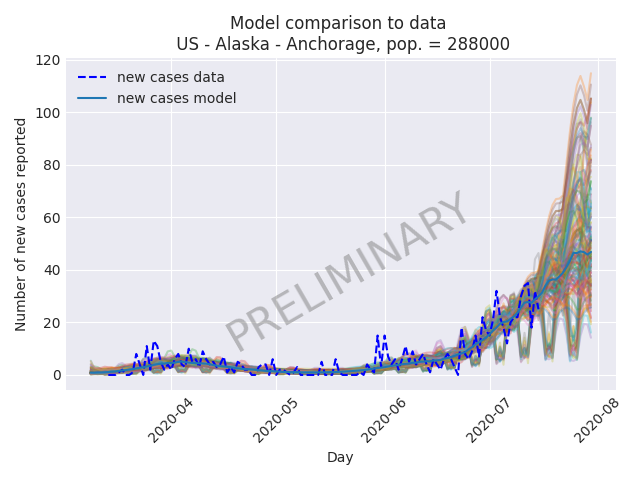 Model comparison to data
US - Alaska - Anchorage, pop. = 288000
120
100
80
60
40
20
0
Number of new cases reported
new cases data
new cases model
PRELIMINARY
2020-04
2020-05
2020-06
2020-07
2020-08
Day